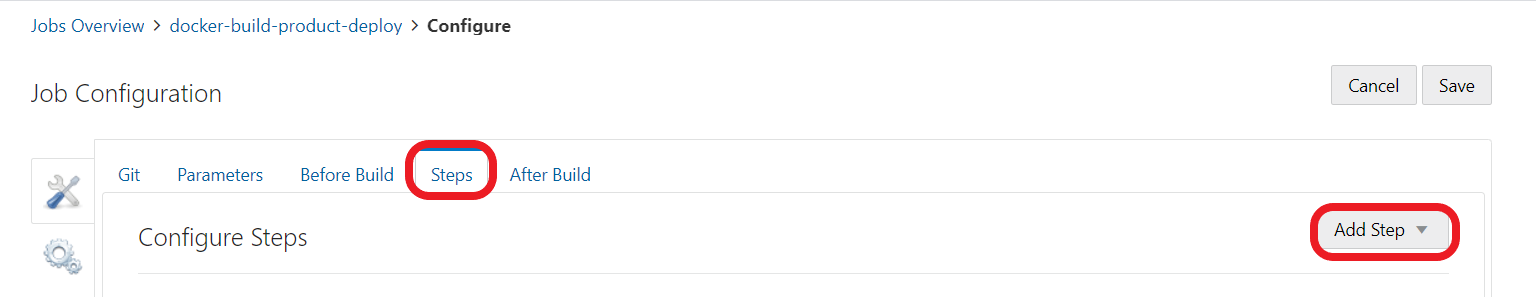 Jobs Overview > docker-build-product-deploy > Configure
Job Configuration
Cancel Save
Git Parameters Before Build Steps After Build
Configure Steps
Add Step